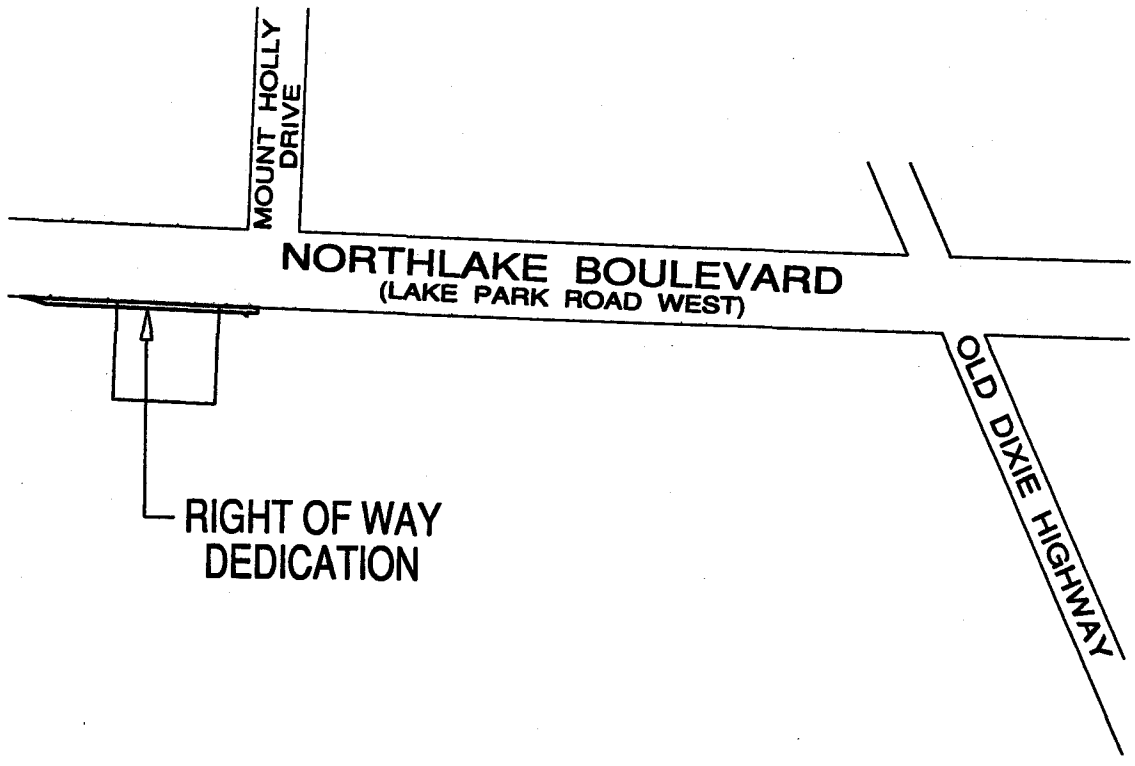 MOUNT HOLLY
DRIVE
NORTHLAKE BOULEVARD
(LAKE PARK ROAD WEST)
OLD DIXIE HIGHWAY
RIGHT OF WAY
DEDICATION